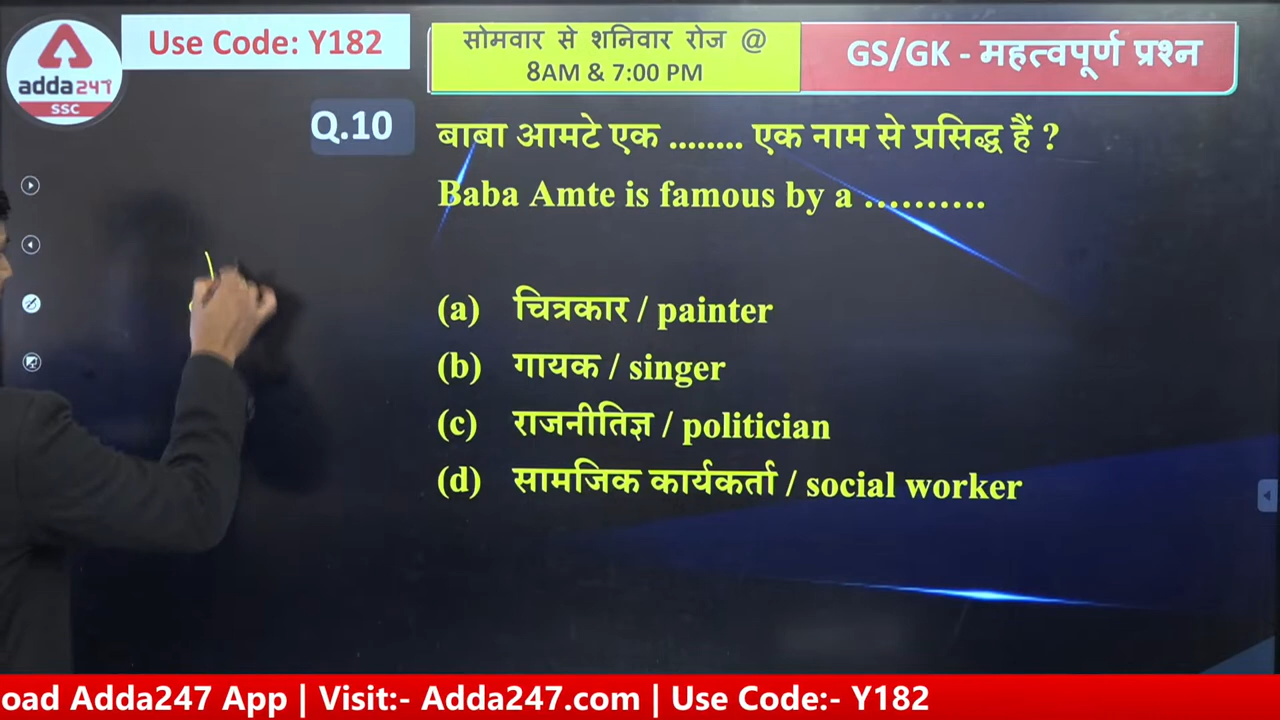 adda247
SSC
Use Code: Y182
सोमवार से शनिवार रोज @
8AM & 7:00 PM
GS/GK - महत्वपूर्ण प्रश्न
Q.10
बाबा आमटे एक ........ एक नाम से प्रसिद्ध हैं ?
Baba Amte is famous by a ..........
(a) चित्रकार / painter
(b) गायक / singer
(c) राजनीतिज्ञ / politician
(d) सामजिक कार्यकर्ता / social worker
oad Adda247 App | Visit:- Adda247.com | Use Code:- Y182